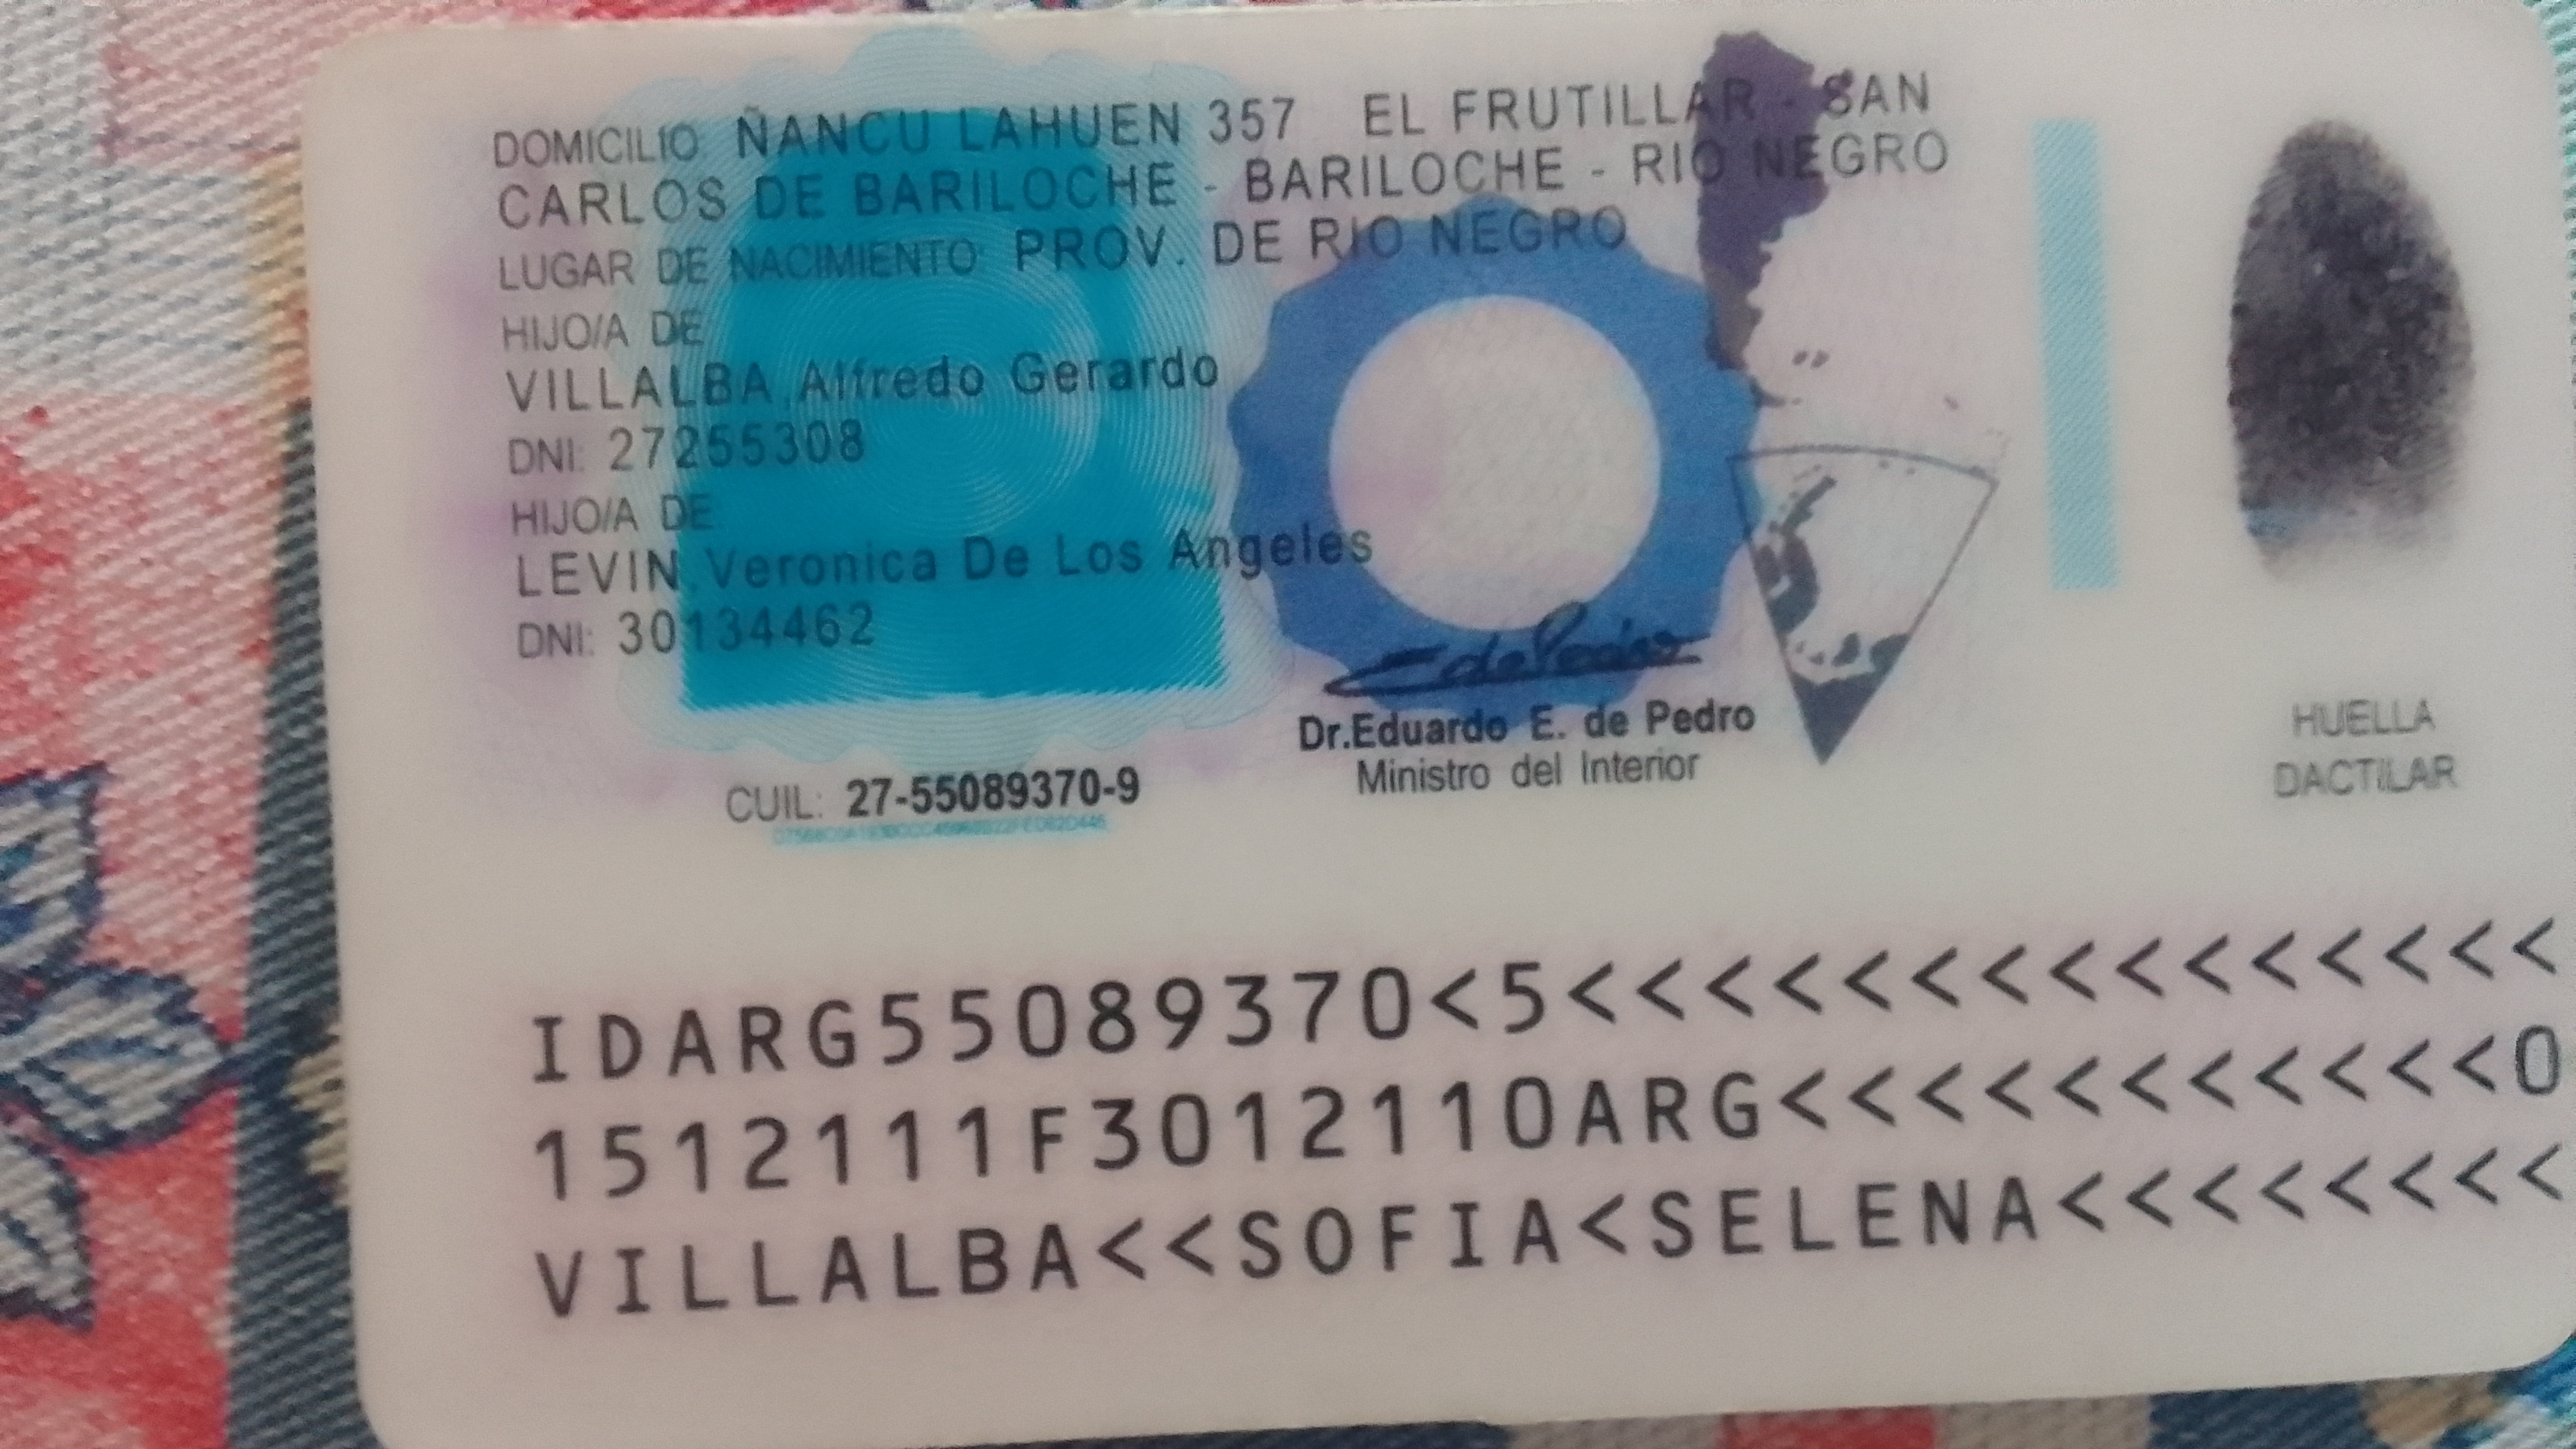 DOMICILIO: ÑANCU LAHUEN 357 EL FRUTILLAR - SAN
CARLOS DE BARILOCHE - BARILOCHE - RIO NEGRO
LUGAR DE NACIMIENTO: PROV. DE RIO NEGRO
HIJO/A DE
VILLALBA, Alfredo Gerardo
DNI: 27255308
HIJO/A DE
LEVIN, Veronica De Los Angeles
DNI: 30134462
Dr. Eduardo E. de Pedro
Ministro del Interior
CUIL: 27-55089370-9
HUELLA
DACTILAR
IDARG55089370<5<<<<<<<<<<<<<<<
1512111F3012110ARG<<<<<<<<<<<0
VILLALBA<<SOFIA<SELENA<<<<<<<<